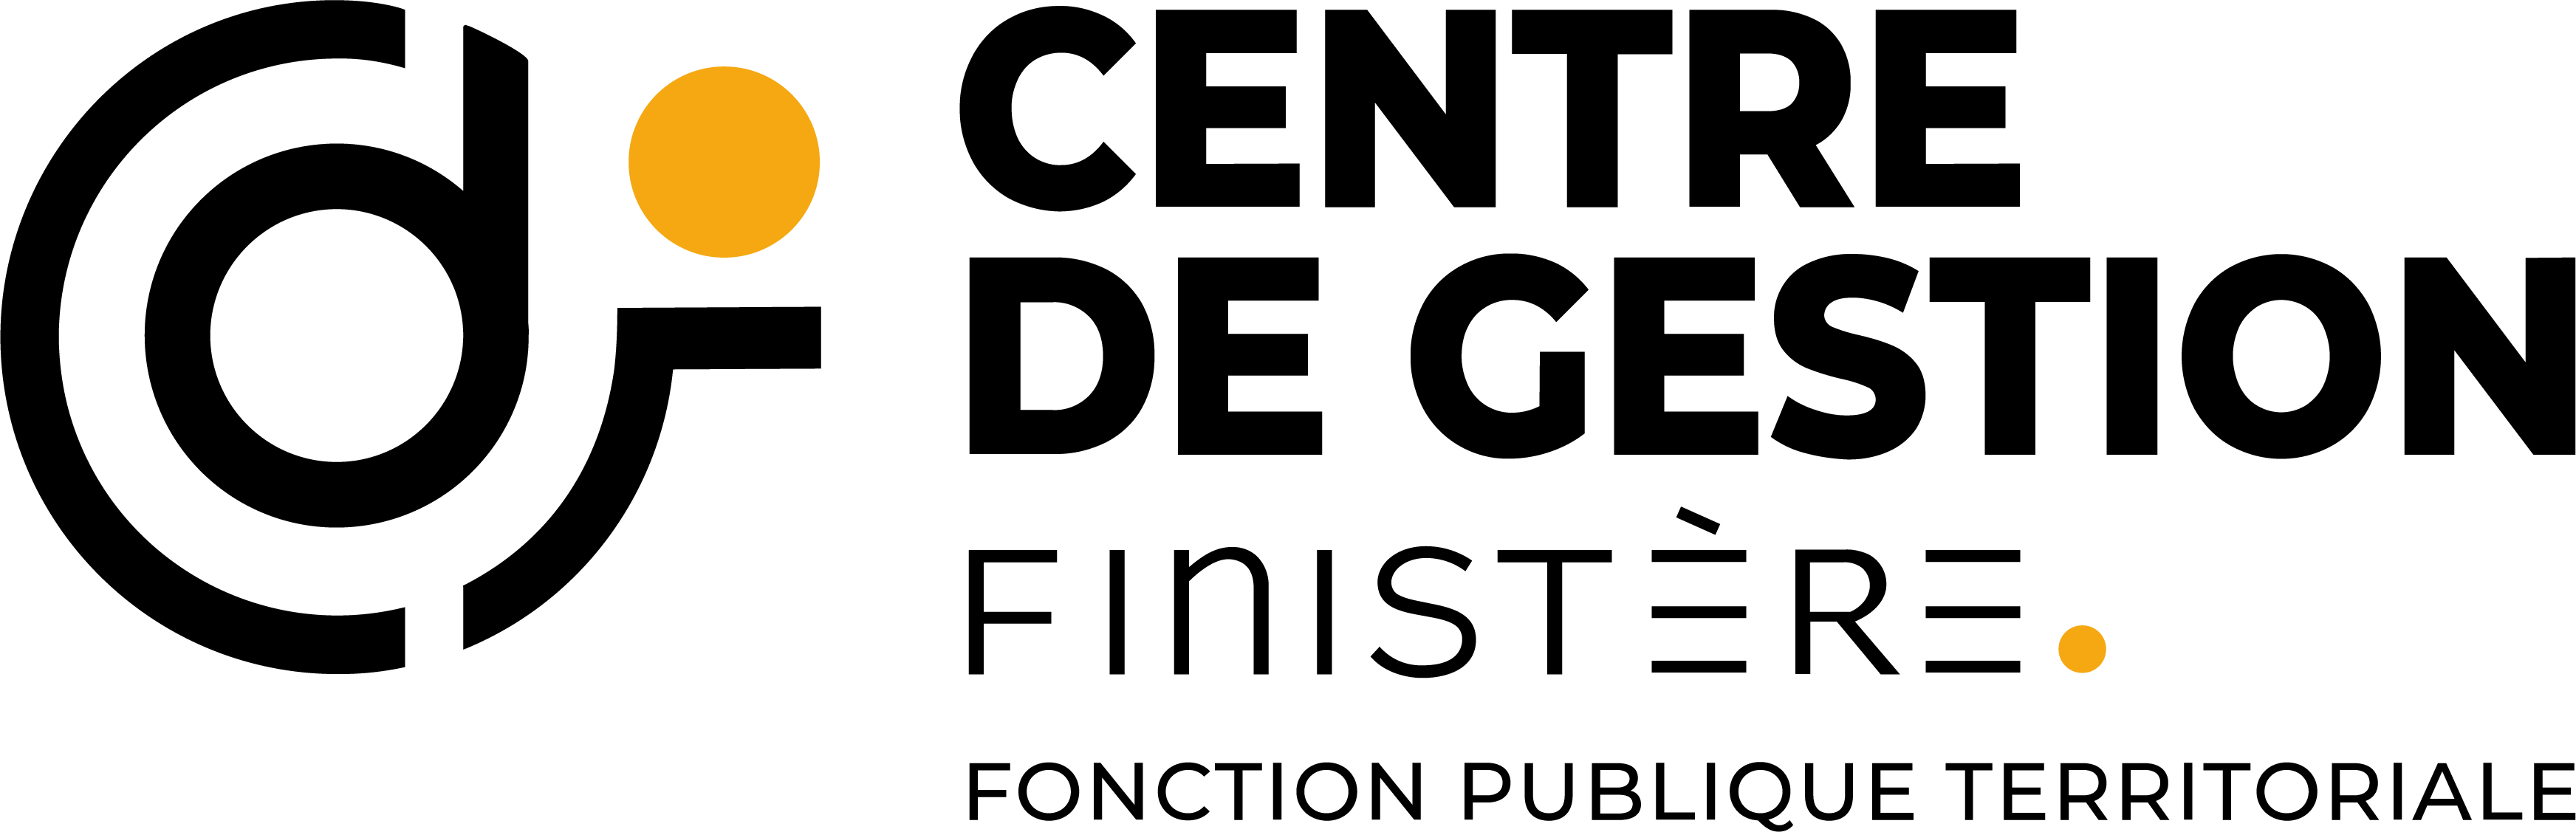 CENTRE
DE GESTION
FINISTÈRE.
FONCTION PUBLIQUE TERRITORIALE